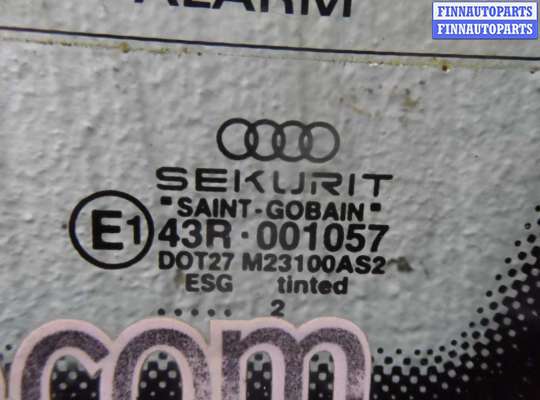 ALARM
FINNAUTOPARTS
FINNAUTOPARTS
SEKURIT
"SAINT-GOBAIN"
E1 43R · 001057
DOT27 M23100AS2
ESG tinted
..... 2
com